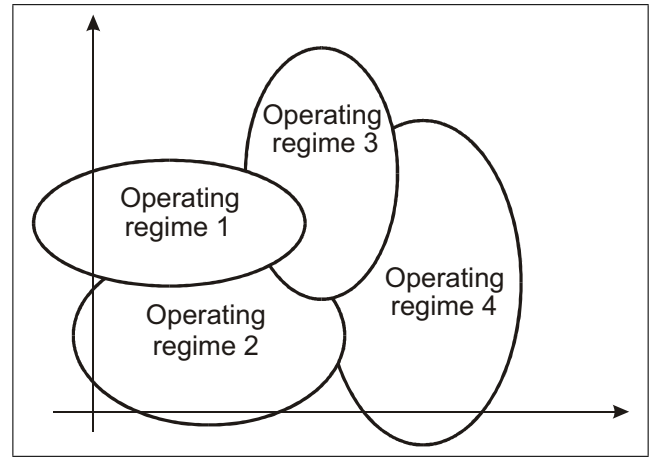 Operating
regime 3
Operating
regime 1
Operating
regime 4
Operating
regime 2